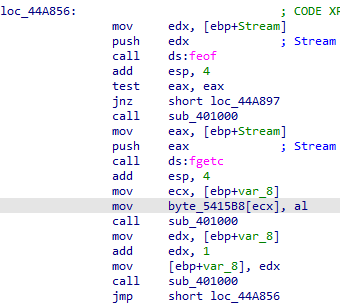 loc_44A856: ; CODE XR
mov edx, [ebp+Stream]
push edx ; Stream
call ds:feof
add esp, 4
test eax, eax
jnz short loc_44A897
call sub_401000
mov eax, [ebp+Stream]
push eax ; Stream
call ds:fgetc
add esp, 4
mov ecx, [ebp+var_8]
mov byte_5415B8[ecx], al
call sub_401000
mov edx, [ebp+var_8]
add edx, 1
mov [ebp+var_8], edx
call sub_401000
jmp short loc_44A856